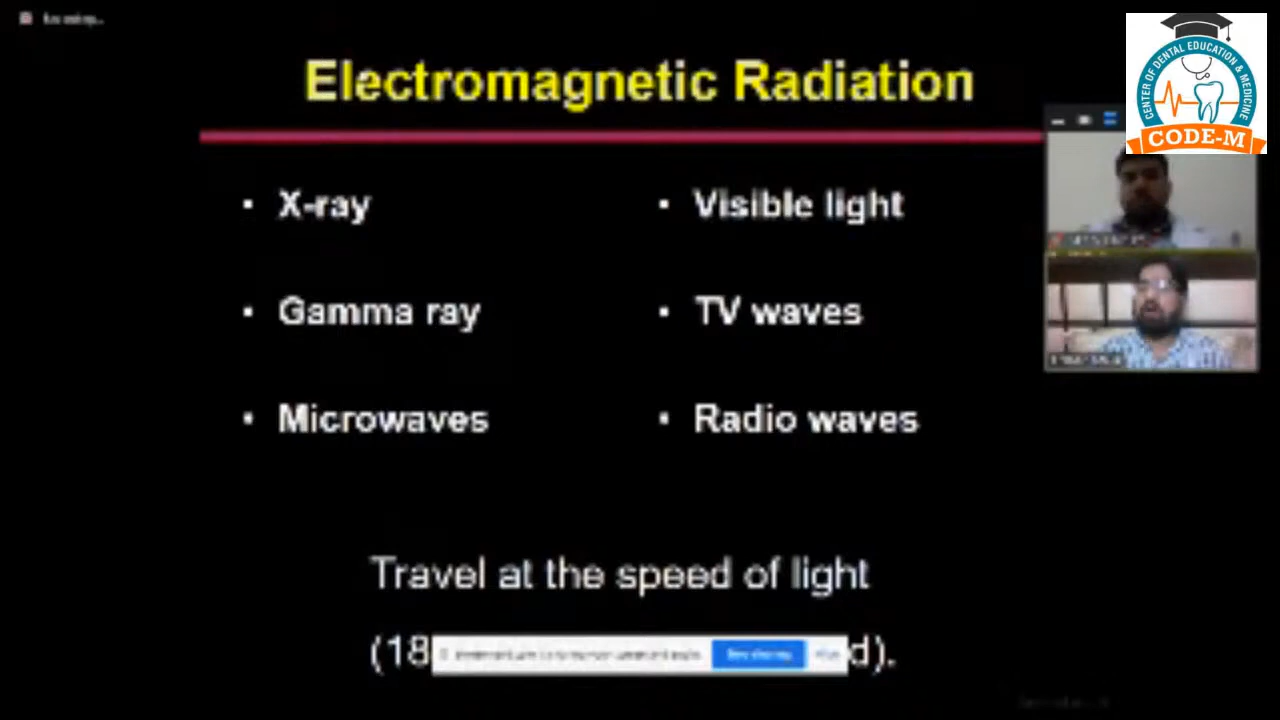 Electromagnetic Radiation
CENTER OF DENTAL EDUCATION & MEDICINE
CODE-M
▪ X-ray
▪ Visible light
▪ Gamma ray
▪ TV waves
▪ Microwaves
▪ Radio waves
Travel at the speed of light
(18 d).